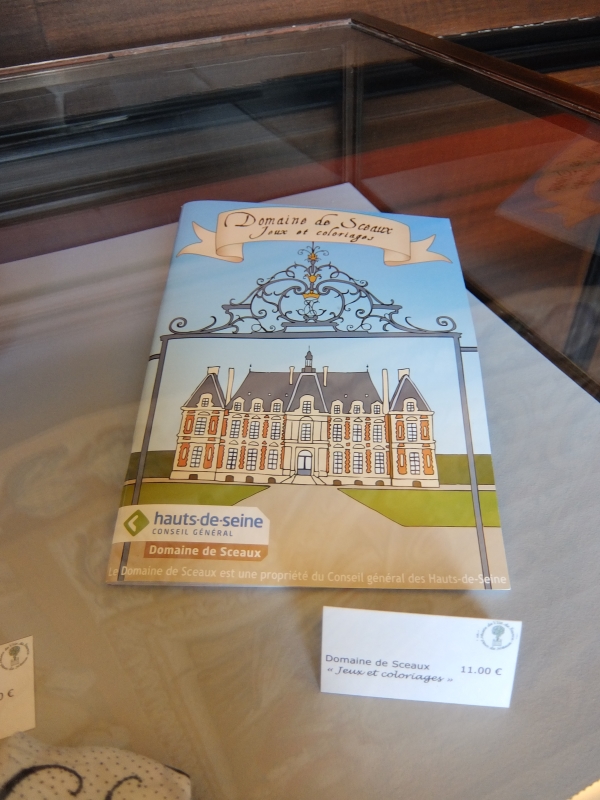 Domaine de Sceaux
Jeux et coloriages
hauts-de-seine
CONSEIL GÉNÉRAL
Domaine de Sceaux
Le Domaine de Sceaux est une propriété du Conseil général des Hauts-de-Seine
Domaine de Sceaux 11.00 €
« Jeux et coloriages »
0 €